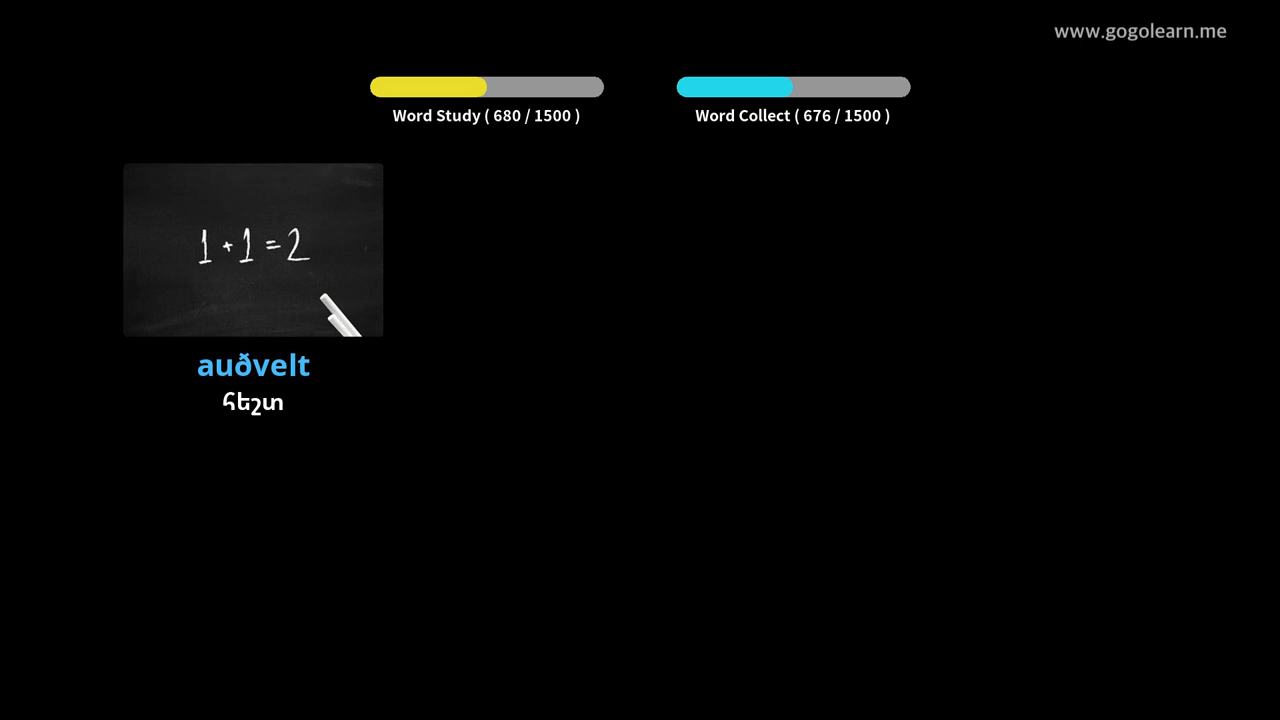 www.gogolearn.me
Word Study ( 680 / 1500 )
Word Collect ( 676 / 1500 )
1 + 1 = 2
auðvelt
հեշտ